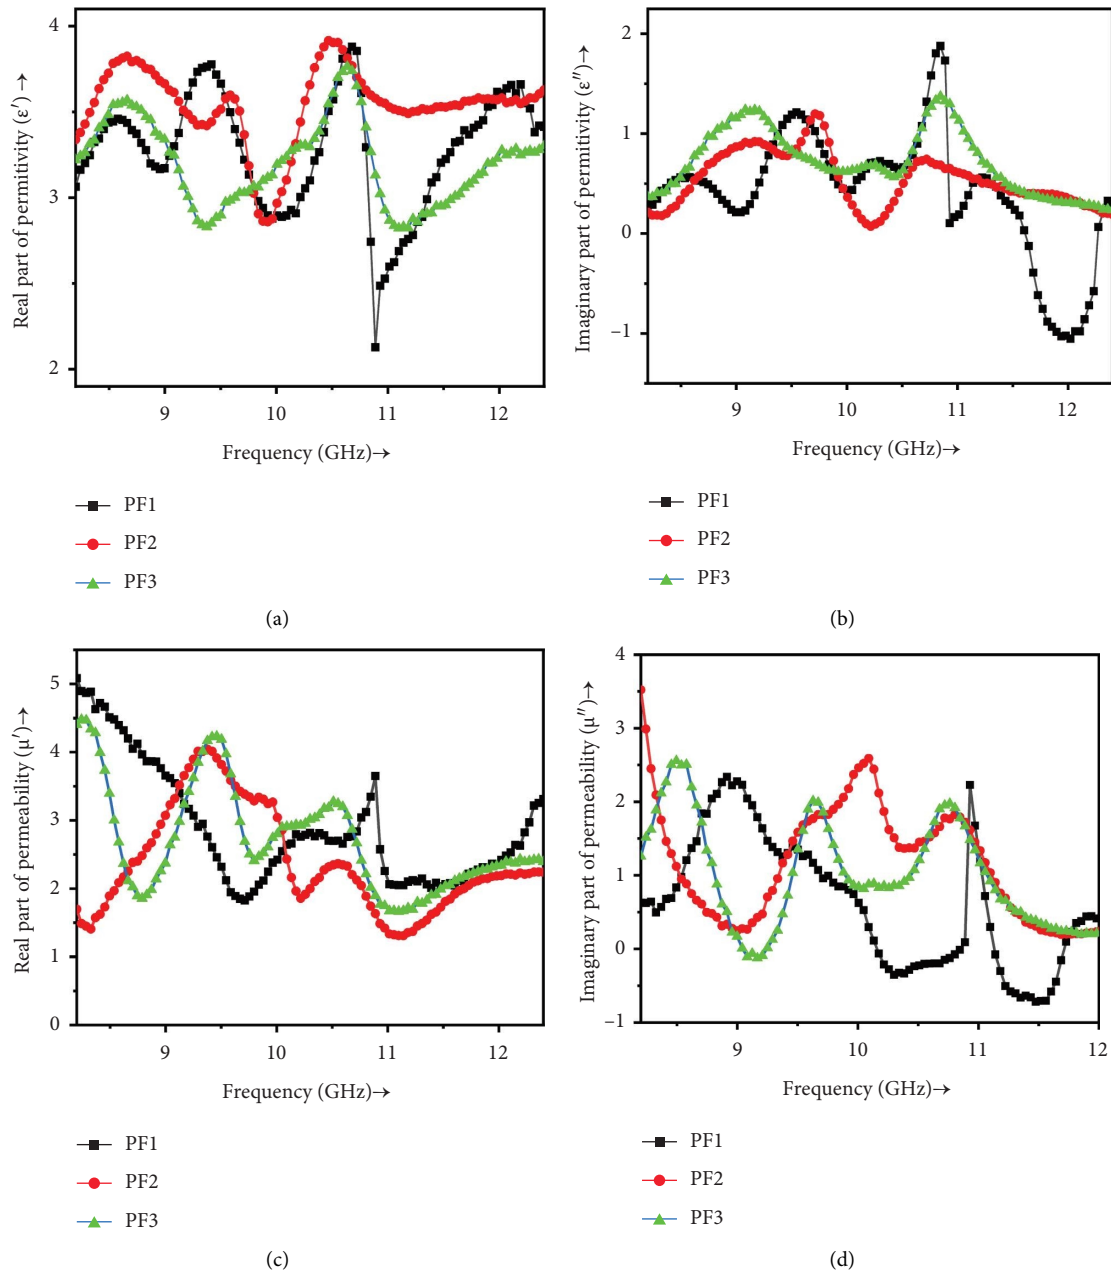 Real part of permitivity (ε′) →
4
3
2
9 10 11 12
Frequency (GHz)→
PF1
PF2
PF3
(a)
Imaginary part of permitivity (ε″)→
2
1
0
−1
9 10 11 12
Frequency (GHz)→
PF1
PF2
PF3
(b)
Real part of permeability (μ′)→
5
4
3
2
1
0
9 10 11 12
Frequency (GHz)→
PF1
PF2
PF3
(c)
Imaginary part of permeability (μ″)→
4
3
2
1
0
−1
9 10 11 12
Frequency (GHz)→
PF1
PF2
PF3
(d)